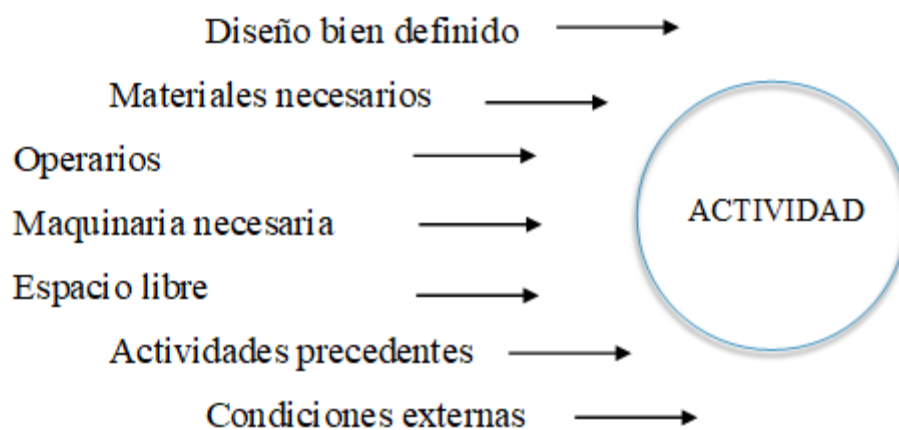 Diseño bien definido
Materiales necesarios
Operarios
Maquinaria necesaria
ACTIVIDAD
Espacio libre
Actividades precedentes
Condiciones externas